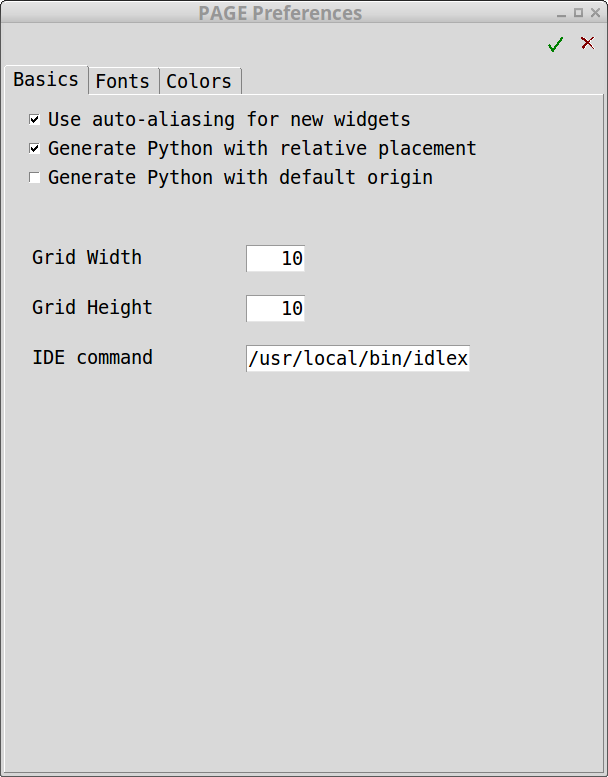 PAGE Preferences
Basics Fonts Colors
Use auto-aliasing for new widgets
Generate Python with relative placement
Generate Python with default origin
Grid Width 10
Grid Height 10
IDE command /usr/local/bin/idlex